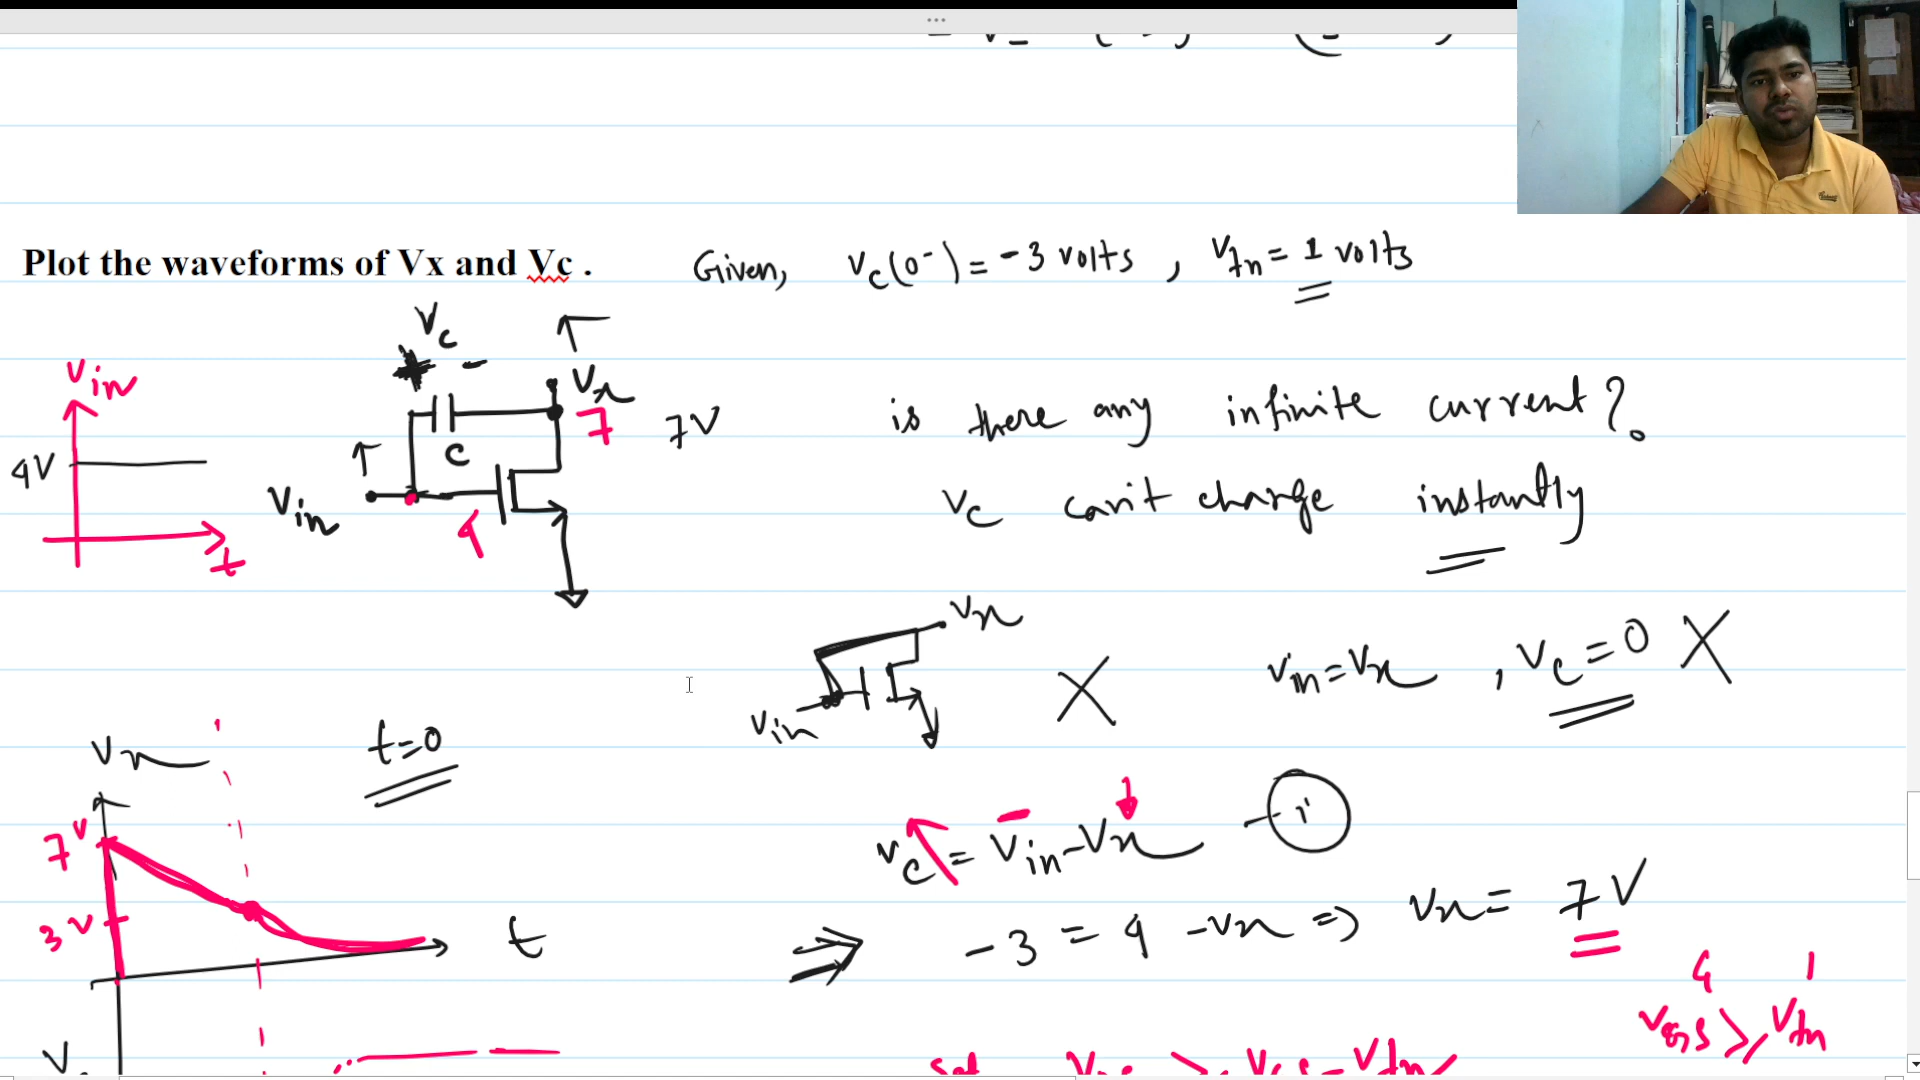 Plot the waveforms of Vx and Vc .
Given, Vc(0-) = -3 volts , Vtn = 1 volts
Vc
+ -
Vx
7
7V
C
Vin
4V
t
Vin
4
is there any infinite current?
Vc can't charge instantly
Vx
Vin
X
Vin = Vx , Vc = 0 X
Vx
t=0
7V
3V
t
Vc = Vin - Vx - i
⇒ -3 = 4 - Vx ⇒ Vx = 7V
4 1
VGS ≥ Vtn